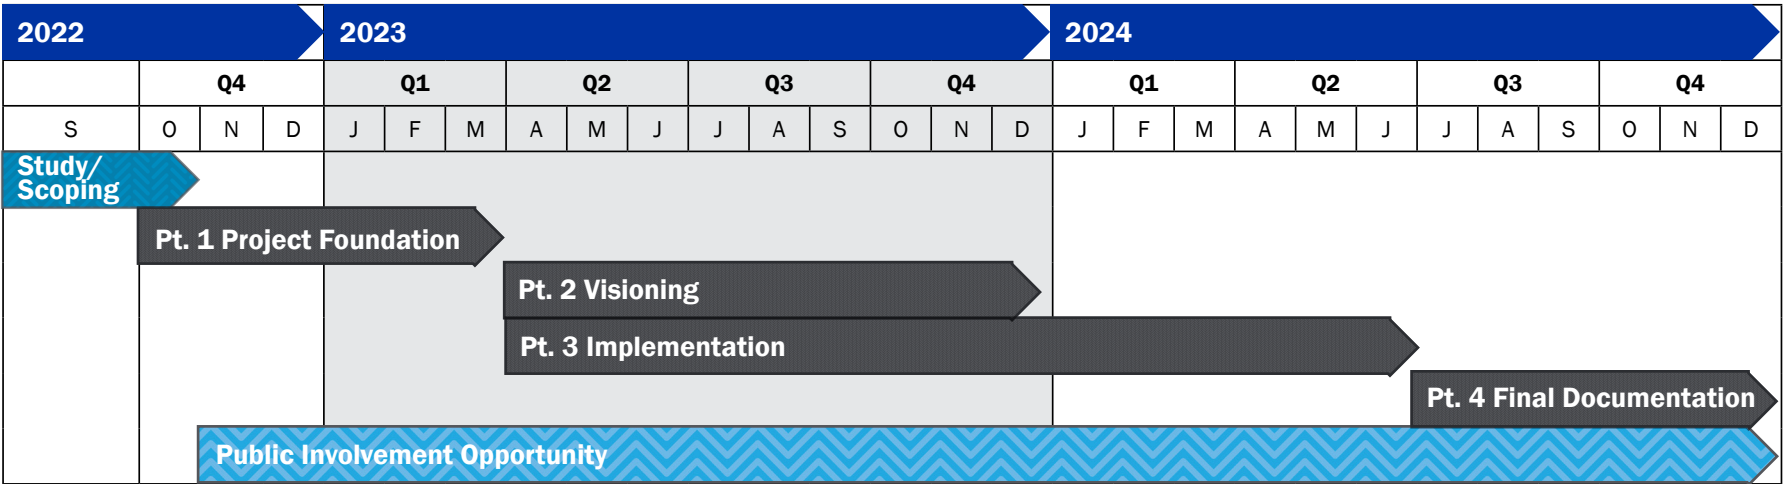 2022 2023 2024
Q4 Q1 Q2 Q3 Q4 Q1 Q2 Q3 Q4
S O N D J F M A M J J A S O N D J F M A M J J A S O N D
Study/
Scoping
Pt. 1 Project Foundation
Pt. 2 Visioning
Pt. 3 Implementation
Pt. 4 Final Documentation
Public Involvement Opportunity